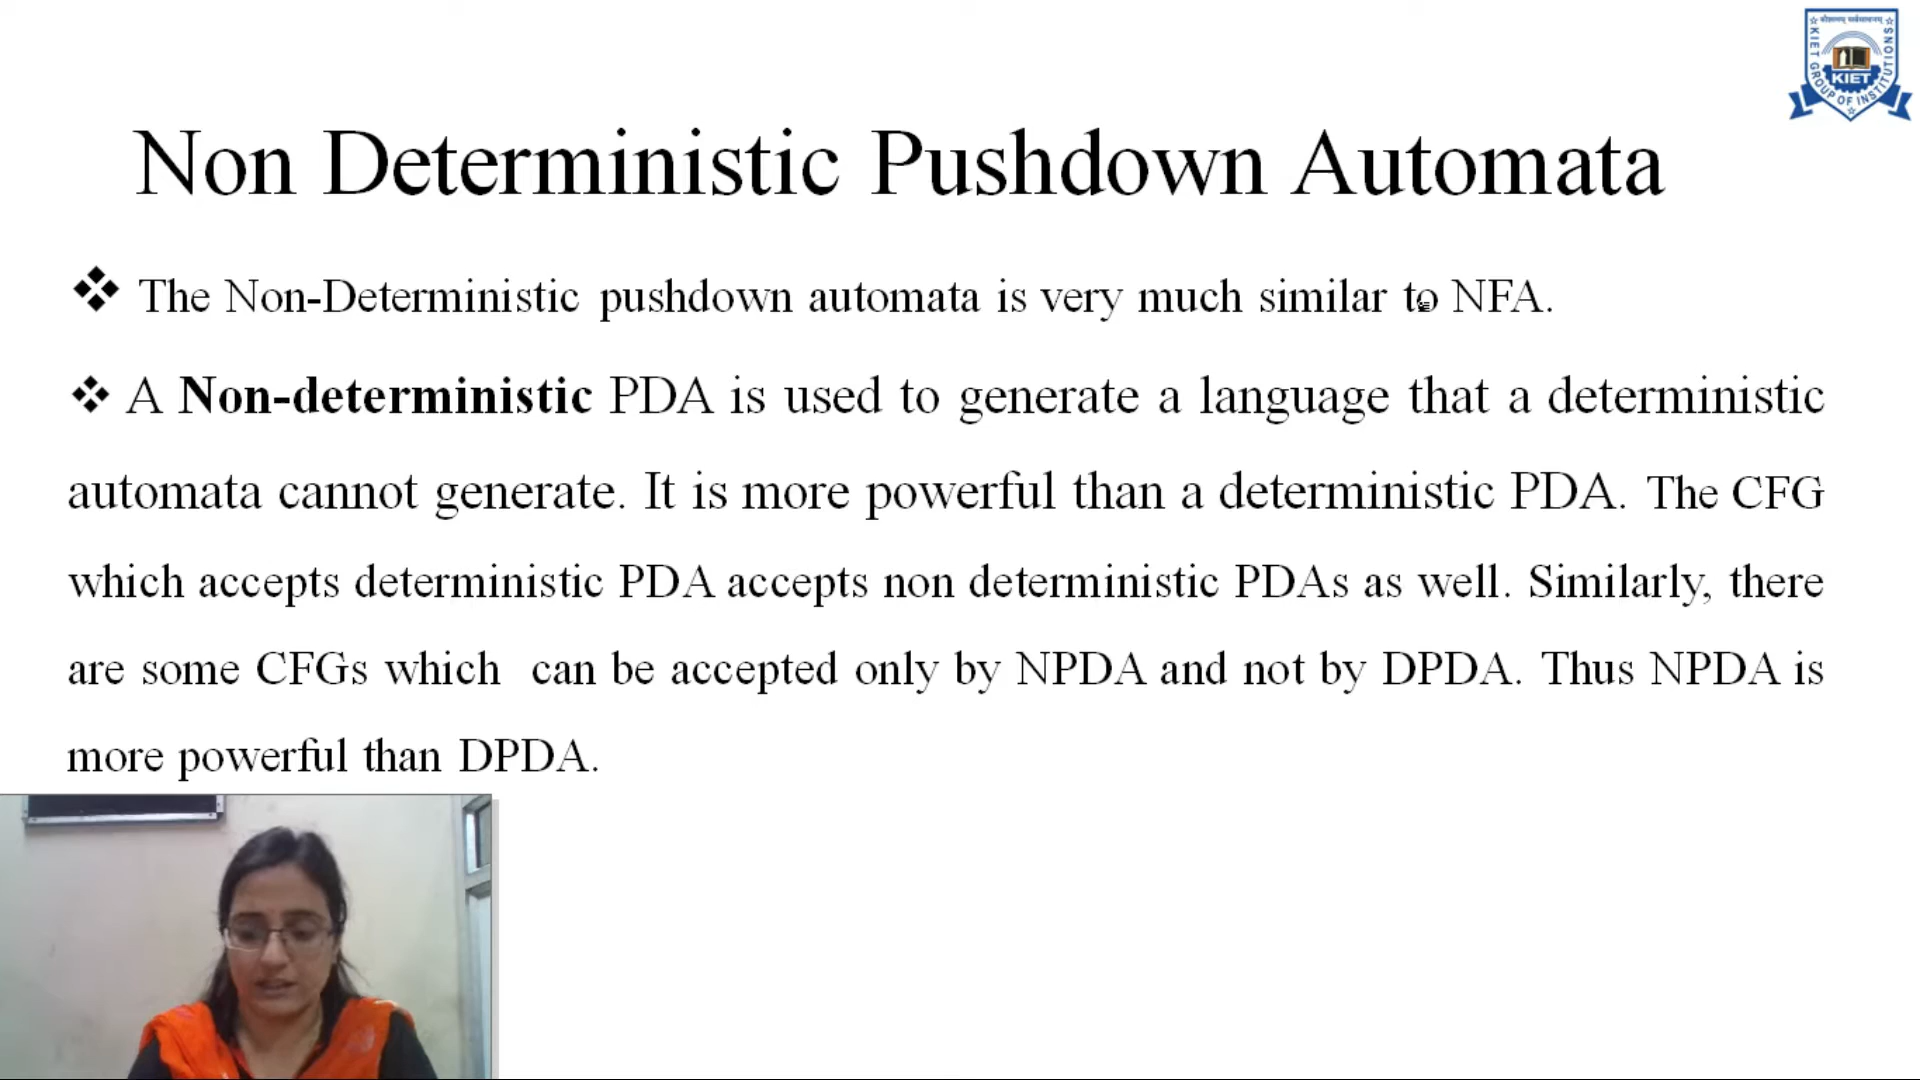 KIET GROUP OF INSTITUTIONS
KIET
Non Deterministic Pushdown Automata
❖ The Non-Deterministic pushdown automata is very much similar to NFA.
❖ A Non-deterministic PDA is used to generate a language that a deterministic
automata cannot generate. It is more powerful than a deterministic PDA. The CFG
which accepts deterministic PDA accepts non deterministic PDAs as well. Similarly, there
are some CFGs which can be accepted only by NPDA and not by DPDA. Thus NPDA is
more powerful than DPDA.